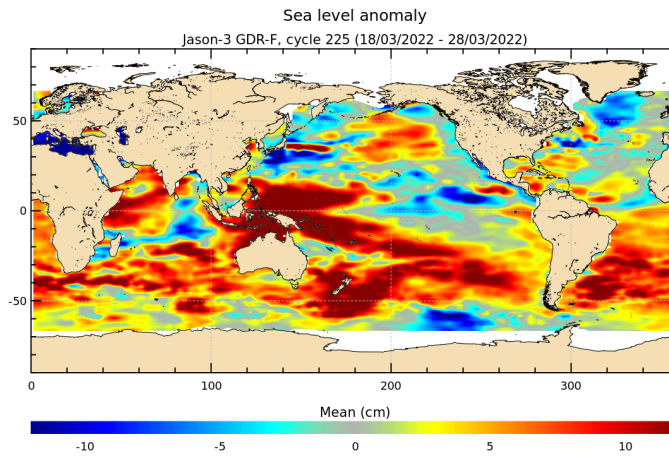 Sea level anomaly
Jason-3 GDR-F, cycle 225 (18/03/2022 - 28/03/2022)
50
0
-50
0 100 200 300
Mean (cm)
-10 -5 0 5 10